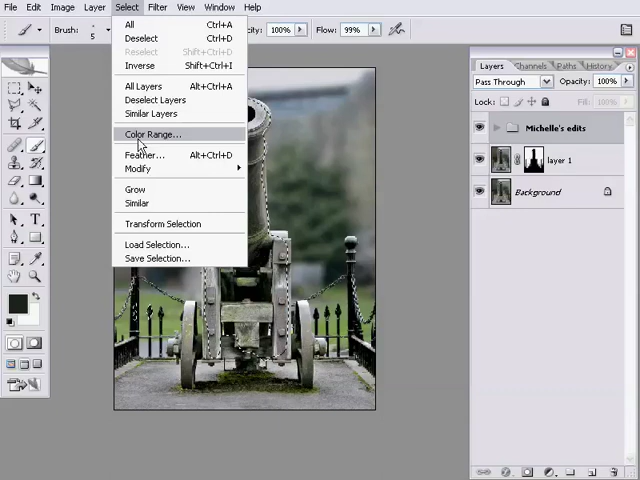 File Edit Image Layer Select Filter View Window Help
Brush: 5 Opacity: 100% Flow: 99%
All Ctrl+A
Deselect Ctrl+D
Reselect Shift+Ctrl+D
Inverse Shift+Ctrl+I
All Layers Alt+Ctrl+A
Deselect Layers
Similar Layers
Color Range...
Feather... Alt+Ctrl+D
Modify
Grow
Similar
Transform Selection
Load Selection...
Save Selection...
Layers Channels Paths History
Pass Through Opacity: 100%
Lock: Fill: 100%
Michelle's edits
layer 1
Background